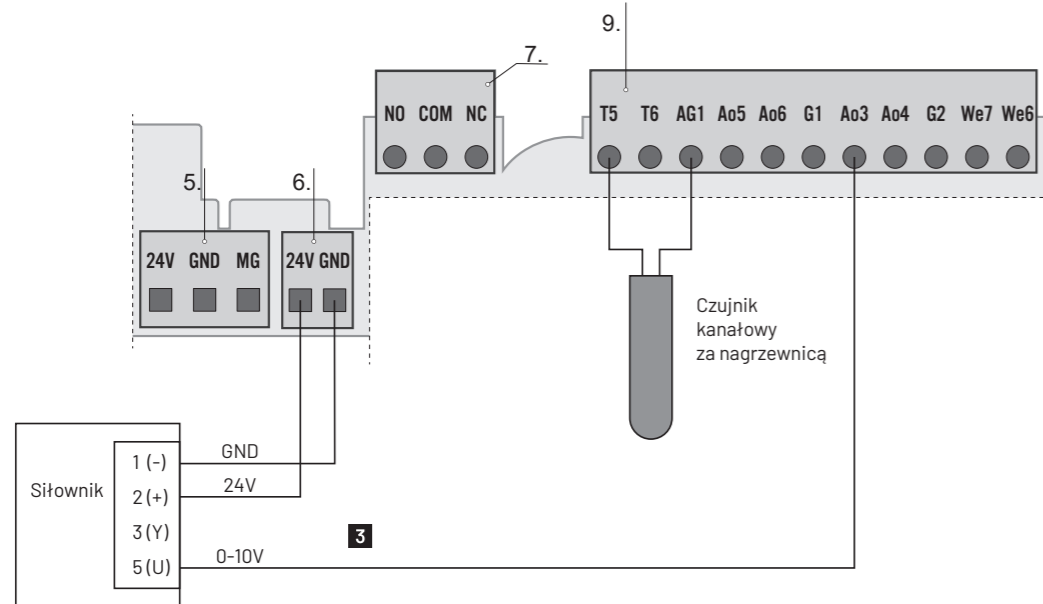 9.
7.
NO COM NC
T5 T6 AG1 Ao5 Ao6 G1 Ao3 Ao4 G2 We7 We6
5.
6.
24V GND MG
24V GND
Czujnik
kanałowy
za nagrzewnicą
Siłownik
1 (-)
GND
2 (+)
24V
3 (Y)
3
5 (U)
0-10V